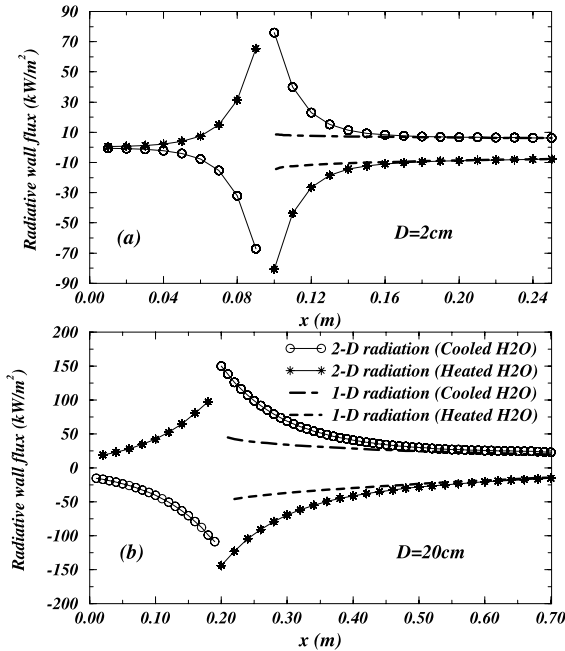 90
70
50
30
10
-10
-30
-50
-70
-90
Radiative wall flux (kW/m²)
(a)
D=2cm
0.00 0.04 0.08 0.12 0.16 0.20 0.24
x (m)
200
150
100
50
0
-50
-100
-150
-200
Radiative wall flux (kW/m²)
2-D radiation (Cooled H2O)
2-D radiation (Heated H2O)
1-D radiation (Cooled H2O)
1-D radiation (Heated H2O)
(b)
D=20cm
0.00 0.10 0.20 0.30 0.40 0.50 0.60 0.70
x (m)